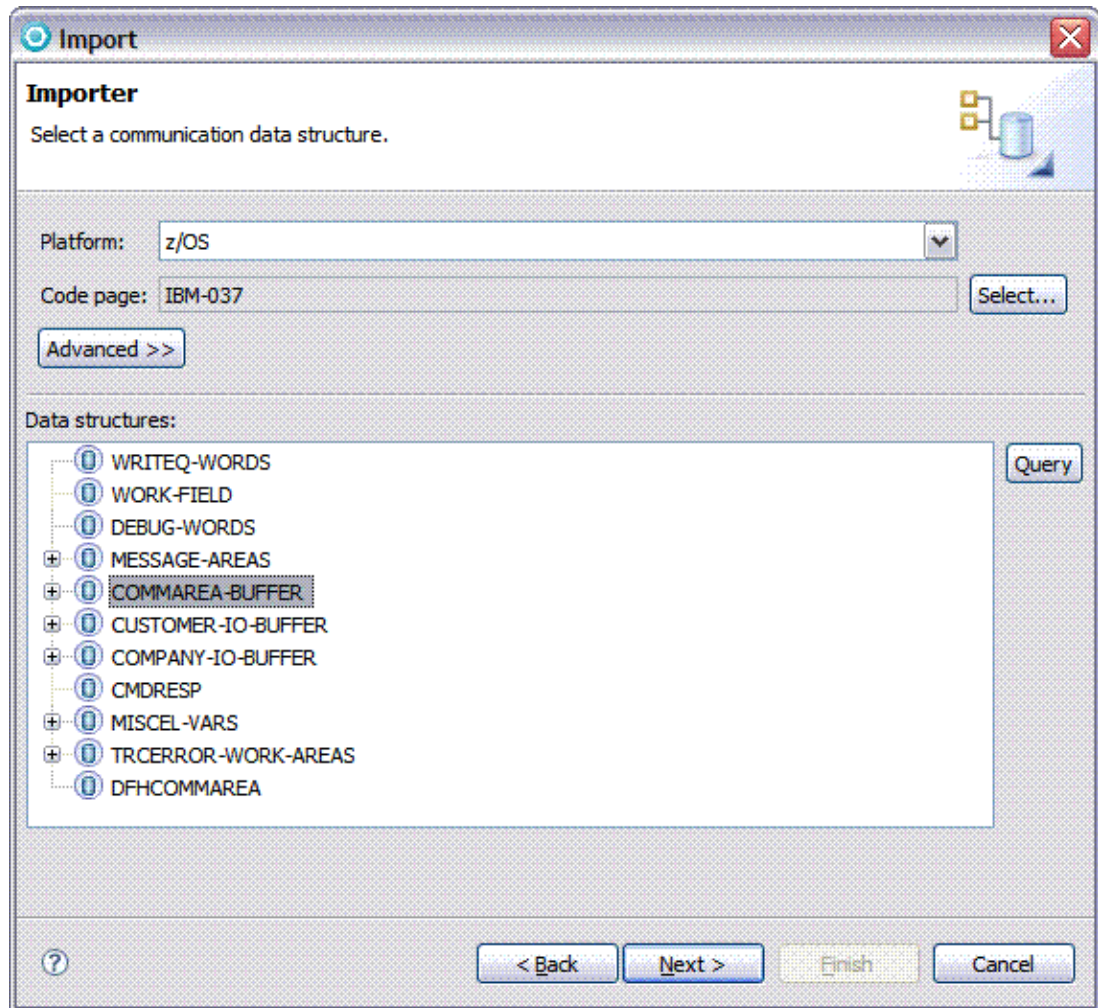 Import
Importer
Select a communication data structure.
Platform: z/OS
Code page: IBM-037 Select...
Advanced >>
Data structures:
WRITEQ-WORDS
Query
WORK-FIELD
DEBUG-WORDS
MESSAGE-AREAS
COMMAREA-BUFFER
CUSTOMER-IO-BUFFER
COMPANY-IO-BUFFER
CMDRESP
MISCEL-VARS
TRCERROR-WORK-AREAS
DFHCOMMAREA
? < Back Next > Finish Cancel